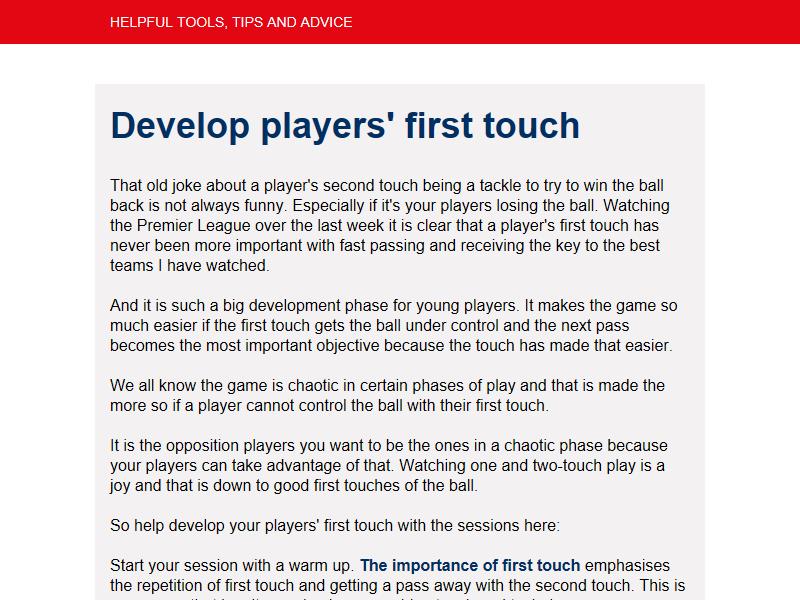 HELPFUL TOOLS, TIPS AND ADVICE
Develop players' first touch
That old joke about a player's second touch being a tackle to try to win the ball
back is not always funny. Especially if it's your players losing the ball. Watching
the Premier League over the last week it is clear that a player's first touch has
never been more important with fast passing and receiving the key to the best
teams I have watched.
And it is such a big development phase for young players. It makes the game so
much easier if the first touch gets the ball under control and the next pass
becomes the most important objective because the touch has made that easier.
We all know the game is chaotic in certain phases of play and that is made the
more so if a player cannot control the ball with their first touch.
It is the opposition players you want to be the ones in a chaotic phase because
your players can take advantage of that. Watching one and two-touch play is a
joy and that is down to good first touches of the ball.
So help develop your players' first touch with the sessions here:
Start your session with a warm up. The importance of first touch emphasises
the repetition of first touch and getting a pass away with the second touch. This is